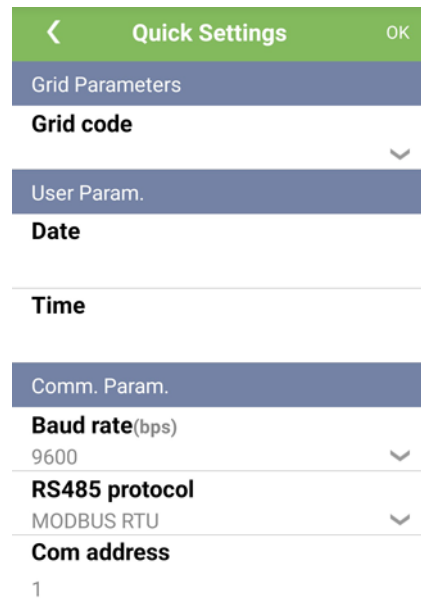 Quick Settings OK
Grid Parameters
Grid code
User Param.
Date
Time
Comm. Param.
Baud rate(bps)
9600
RS485 protocol
MODBUS RTU
Com address
1